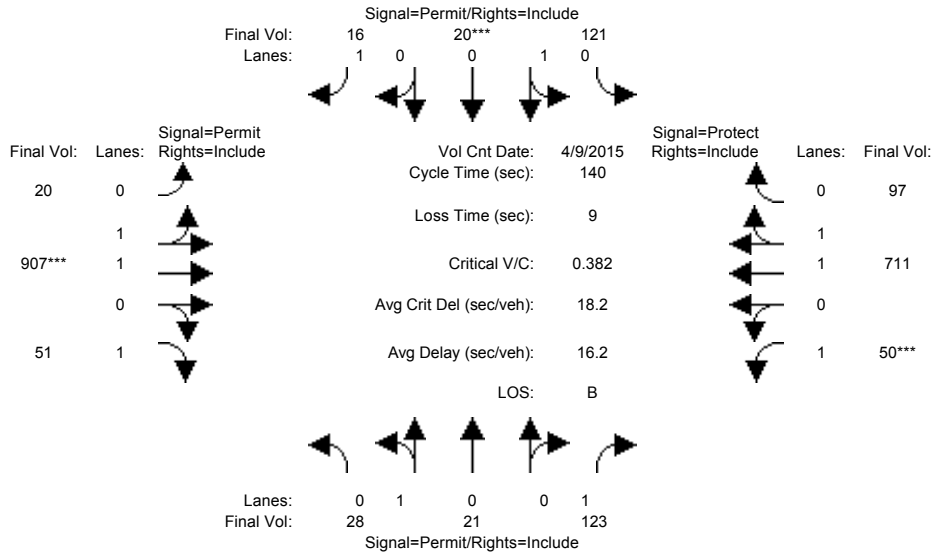 Signal=Permit/Rights=Include
Final Vol: 16 20*** 121
Lanes: 1 0 0 1 0
Signal=Permit Signal=Protect
Final Vol: Lanes: Rights=Include Vol Cnt Date: 4/9/2015 Rights=Include Lanes: Final Vol:
Cycle Time (sec): 140
20 0 0 97
Loss Time (sec): 9
1 1
907*** 1 Critical V/C: 0.382 1 711
0 Avg Crit Del (sec/veh): 18.2 0
51 1 Avg Delay (sec/veh): 16.2 1 50***
LOS: B
Lanes: 0 1 0 0 1
Final Vol: 28 21 123
Signal=Permit/Rights=Include